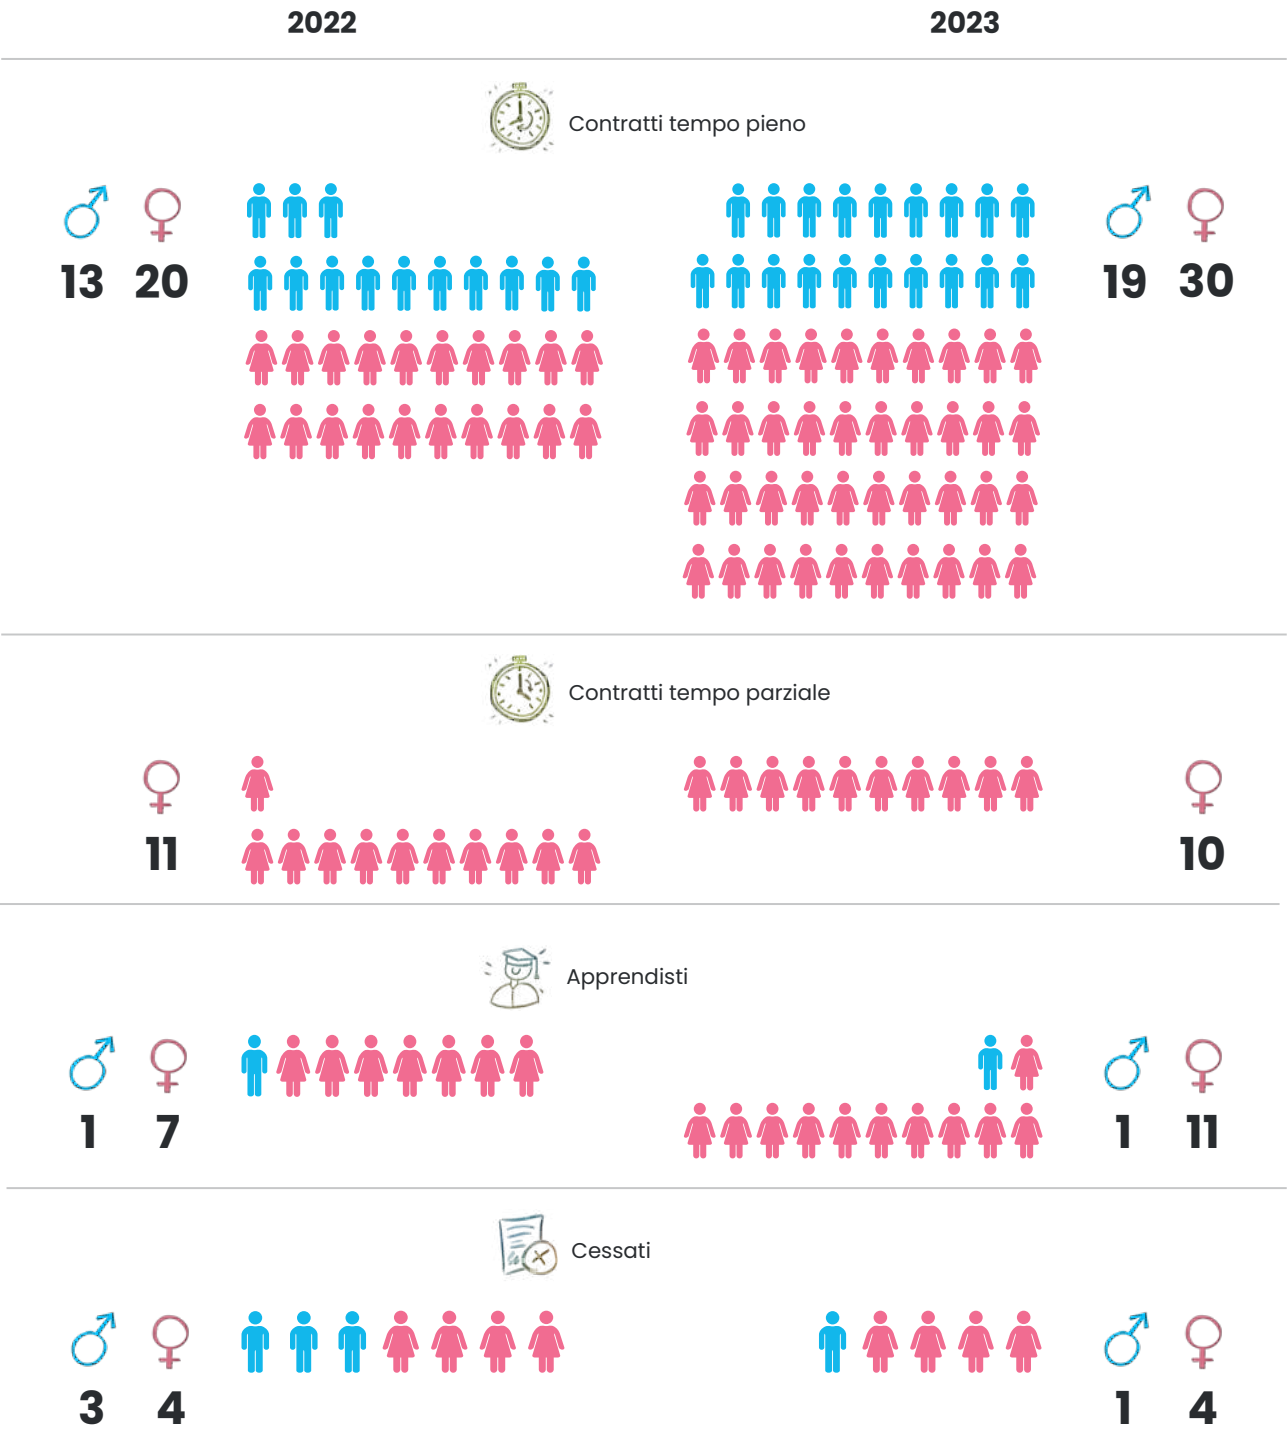 2022 2023
Contratti tempo pieno
13 20 19 30
Contratti tempo parziale
11 10
Apprendisti
1 7 1 11
Cessati
3 4 1 4